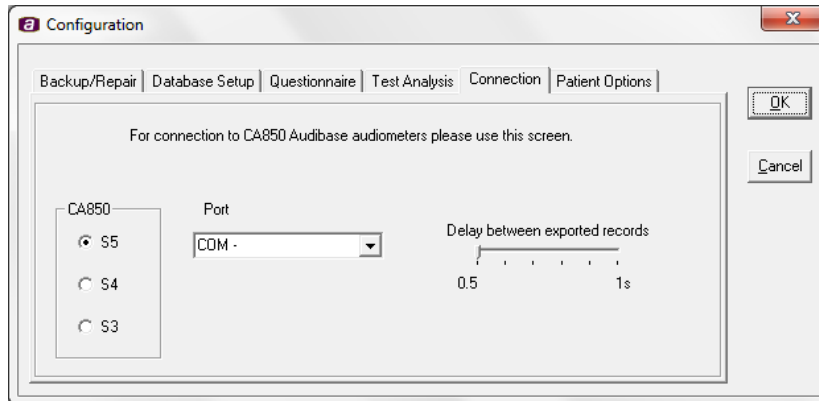 a Configuration
x
Backup/Repair Database Setup Questionnaire Test Analysis Connection Patient Options
OK
For connection to CA850 Audibase audiometers please use this screen.
Cancel
CA850
Port
S5
COM -
Delay between exported records
S4
0.5 1s
S3